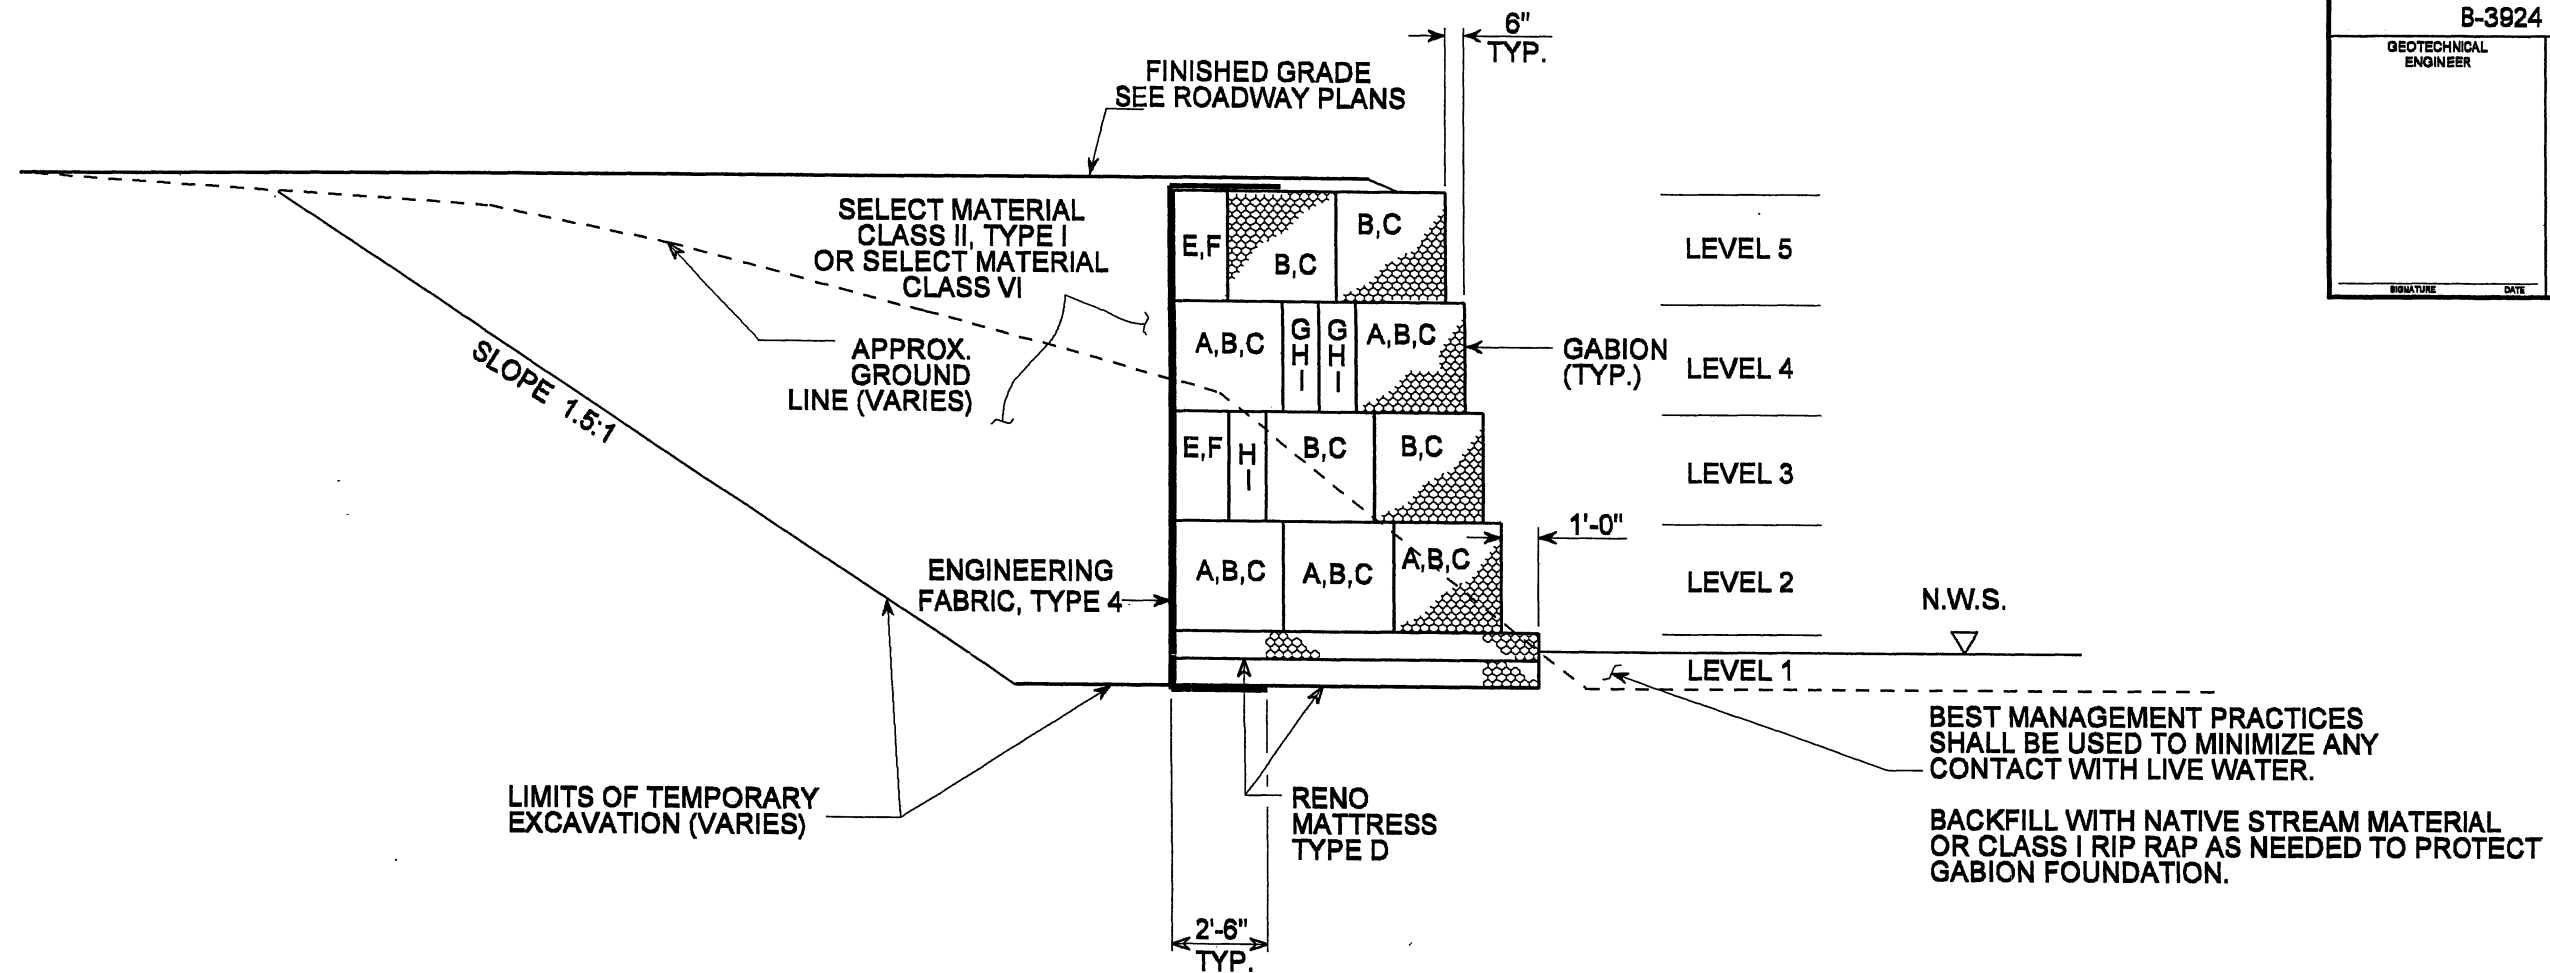 B-3924
GEOTECHNICAL
ENGINEER
SIGNATURE DATE
6"
TYP.
FINISHED GRADE
SEE ROADWAY PLANS
SELECT MATERIAL
CLASS II, TYPE I
OR SELECT MATERIAL
CLASS VI
APPROX.
GROUND
LINE (VARIES)
SLOPE 1.5:1
E,F
B,C
B,C
LEVEL 5
A,B,C
G
H
I
G
H
I
A,B,C
GABION
(TYP.)
LEVEL 4
E,F
H
I
B,C
B,C
LEVEL 3
1'-0"
ENGINEERING
FABRIC, TYPE 4
A,B,C
A,B,C
A,B,C
LEVEL 2
N.W.S.
LEVEL 1
LIMITS OF TEMPORARY
EXCAVATION (VARIES)
RENO
MATTRESS
TYPE D
BEST MANAGEMENT PRACTICES
SHALL BE USED TO MINIMIZE ANY
CONTACT WITH LIVE WATER.
BACKFILL WITH NATIVE STREAM MATERIAL
OR CLASS I RIP RAP AS NEEDED TO PROTECT
GABION FOUNDATION.
2'-6"
TYP.